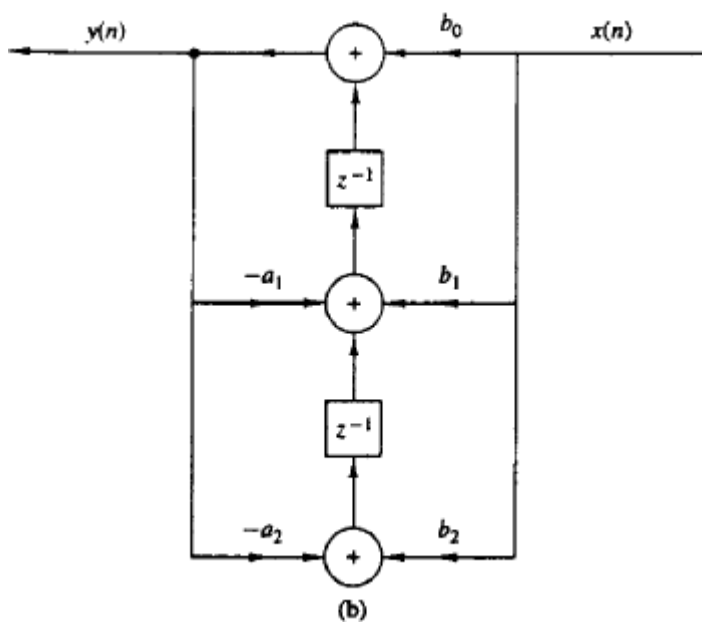 y(n) b₀ x(n)
+
z⁻¹
-a₁ + b₁
z⁻¹
-a₂ + b₂
(b)